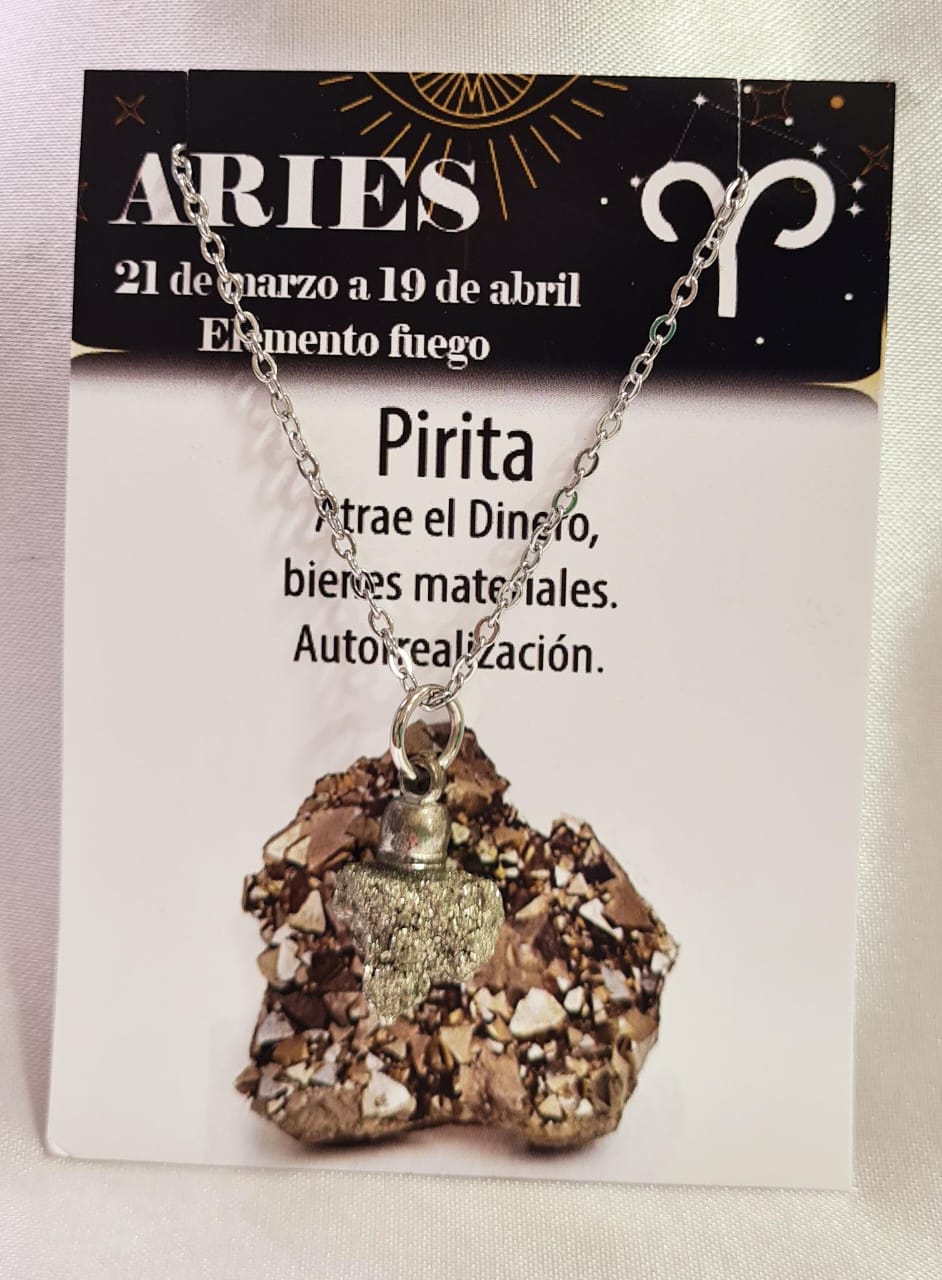 ARIES
21 de marzo a 19 de abril
Elemento fuego
Pirita
Atrae el Dinero,
bienes materiales.
Autorrealización.